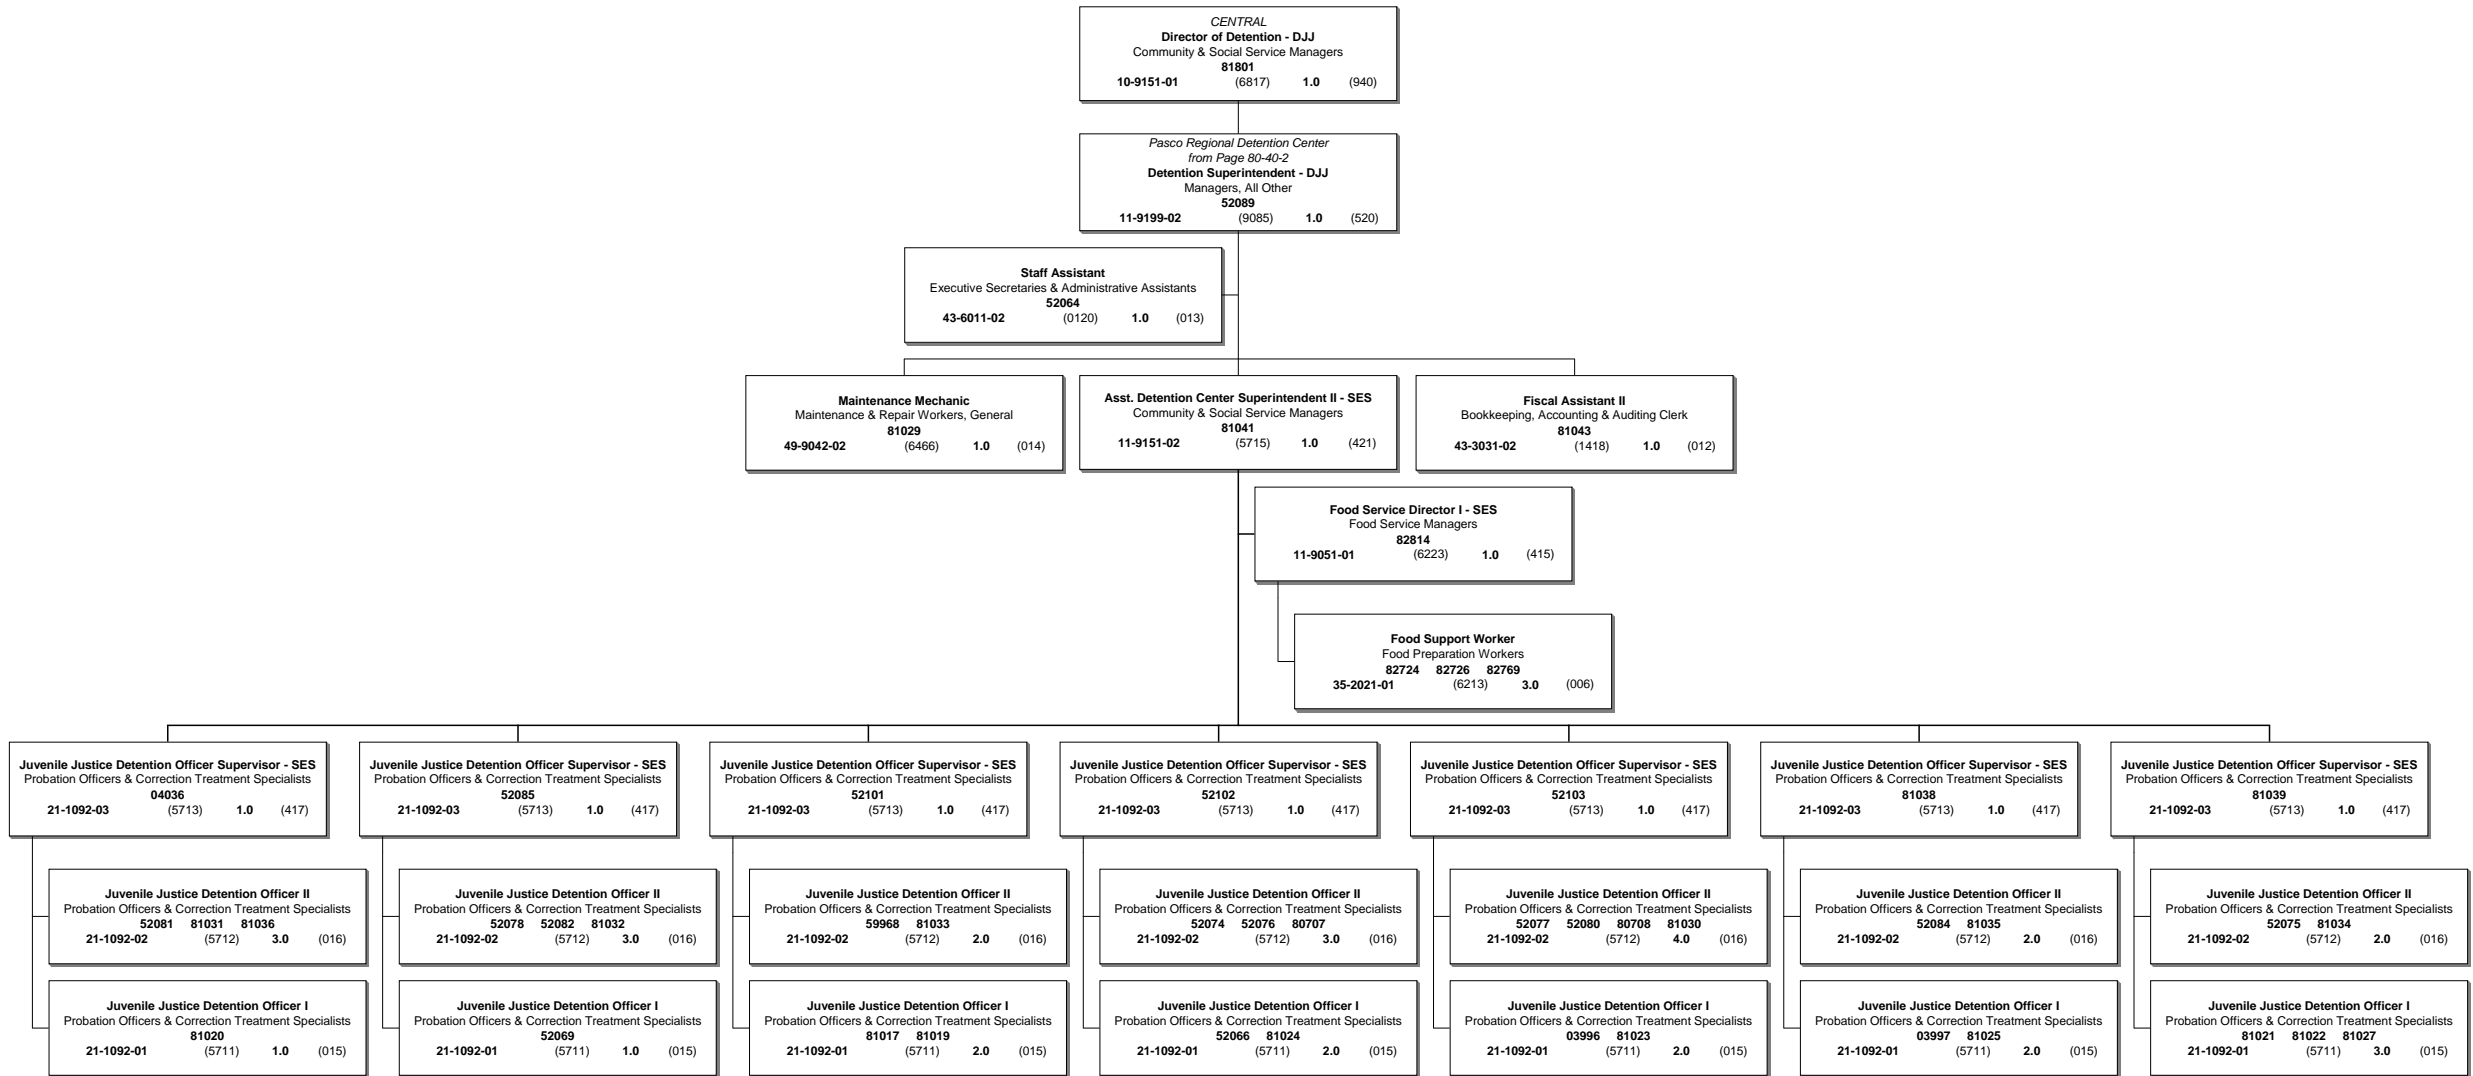 CENTRAL
Director of Detention - DJJ
Community & Social Service Managers
81801
10-9151-01 (6817) 1.0 (940)
Pasco Regional Detention Center
from Page 80-40-2
Detention Superintendent - DJJ
Managers, All Other
52089
11-9199-02 (9085) 1.0 (520)
Staff Assistant
Executive Secretaries & Administrative Assistants
52064
43-6011-02 (0120) 1.0 (013)
Maintenance Mechanic
Maintenance & Repair Workers, General
81029
49-9042-02 (6466) 1.0 (014)
Asst. Detention Center Superintendent II - SES
Community & Social Service Managers
81041
11-9151-02 (5715) 1.0 (421)
Fiscal Assistant II
Bookkeeping, Accounting & Auditing Clerk
81043
43-3031-02 (1418) 1.0 (012)
Food Service Director I - SES
Food Service Managers
82814
11-9051-01 (6223) 1.0 (415)
Food Support Worker
Food Preparation Workers
82724 82726 82769
35-2021-01 (6213) 3.0 (006)
Juvenile Justice Detention Officer Supervisor - SES
Probation Officers & Correction Treatment Specialists
04036
21-1092-03 (5713) 1.0 (417)
Juvenile Justice Detention Officer II
Probation Officers & Correction Treatment Specialists
52081 81031 81036
21-1092-02 (5712) 3.0 (016)
Juvenile Justice Detention Officer I
Probation Officers & Correction Treatment Specialists
81020
21-1092-01 (5711) 1.0 (015)
Juvenile Justice Detention Officer Supervisor - SES
Probation Officers & Correction Treatment Specialists
52085
21-1092-03 (5713) 1.0 (417)
Juvenile Justice Detention Officer II
Probation Officers & Correction Treatment Specialists
52078 52082 81032
21-1092-02 (5712) 3.0 (016)
Juvenile Justice Detention Officer I
Probation Officers & Correction Treatment Specialists
52069
21-1092-01 (5711) 1.0 (015)
Juvenile Justice Detention Officer Supervisor - SES
Probation Officers & Correction Treatment Specialists
52101
21-1092-03 (5713) 1.0 (417)
Juvenile Justice Detention Officer II
Probation Officers & Correction Treatment Specialists
59968 81033
21-1092-02 (5712) 2.0 (016)
Juvenile Justice Detention Officer I
Probation Officers & Correction Treatment Specialists
81017 81019
21-1092-01 (5711) 2.0 (015)
Juvenile Justice Detention Officer Supervisor - SES
Probation Officers & Correction Treatment Specialists
52102
21-1092-03 (5713) 1.0 (417)
Juvenile Justice Detention Officer II
Probation Officers & Correction Treatment Specialists
52074 52076 80707
21-1092-02 (5712) 3.0 (016)
Juvenile Justice Detention Officer I
Probation Officers & Correction Treatment Specialists
52066 81024
21-1092-01 (5711) 2.0 (015)
Juvenile Justice Detention Officer Supervisor - SES
Probation Officers & Correction Treatment Specialists
52103
21-1092-03 (5713) 1.0 (417)
Juvenile Justice Detention Officer II
Probation Officers & Correction Treatment Specialists
52077 52080 80708 81030
21-1092-02 (5712) 4.0 (016)
Juvenile Justice Detention Officer I
Probation Officers & Correction Treatment Specialists
03996 81023
21-1092-01 (5711) 2.0 (015)
Juvenile Justice Detention Officer Supervisor - SES
Probation Officers & Correction Treatment Specialists
81038
21-1092-03 (5713) 1.0 (417)
Juvenile Justice Detention Officer II
Probation Officers & Correction Treatment Specialists
52084 81035
21-1092-02 (5712) 2.0 (016)
Juvenile Justice Detention Officer I
Probation Officers & Correction Treatment Specialists
03997 81025
21-1092-01 (5711) 2.0 (015)
Juvenile Justice Detention Officer Supervisor - SES
Probation Officers & Correction Treatment Specialists
81039
21-1092-03 (5713) 1.0 (417)
Juvenile Justice Detention Officer II
Probation Officers & Correction Treatment Specialists
52075 81034
21-1092-02 (5712) 2.0 (016)
Juvenile Justice Detention Officer I
Probation Officers & Correction Treatment Specialists
81021 81022 81027
21-1092-01 (5711) 3.0 (015)